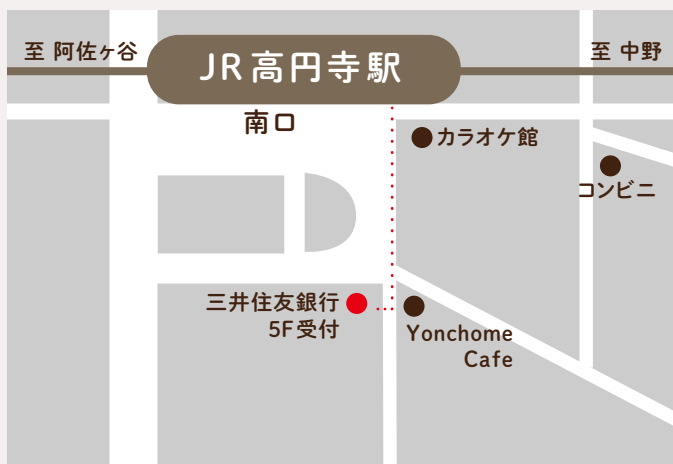 至 阿佐ヶ谷
JR高円寺駅
至 中野
南口
カラオケ館
コンビニ
三井住友銀行
5F受付
Yonchome
Cafe